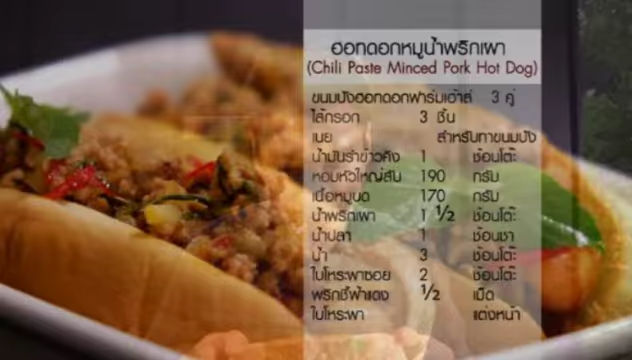 ฮอทดอกหมูน้ำพริกเผา
(Chili Paste Minced Pork Hot Dog)
ขนมปังฮอทดอกฟาร์มเฮ้าส์ 3 คู่
ไส้กรอก 3 ชิ้น
เนย สำหรับทาขนมปัง
น้ำมันรำข้าวคิง 1 ช้อนโต๊ะ
หอมหัวใหญ่สับ 190 กรัม
เนื้อหมูบด 170 กรัม
น้ำพริกเผา 1 ½ ช้อนโต๊ะ
น้ำปลา 1 ช้อนชา
น้ำ 3 ช้อนโต๊ะ
ใบโหระพาซอย 2 ช้อนโต๊ะ
พริกชี้ฟ้าแดง ½ เม็ด
ใบโหระพา แต่งหน้า